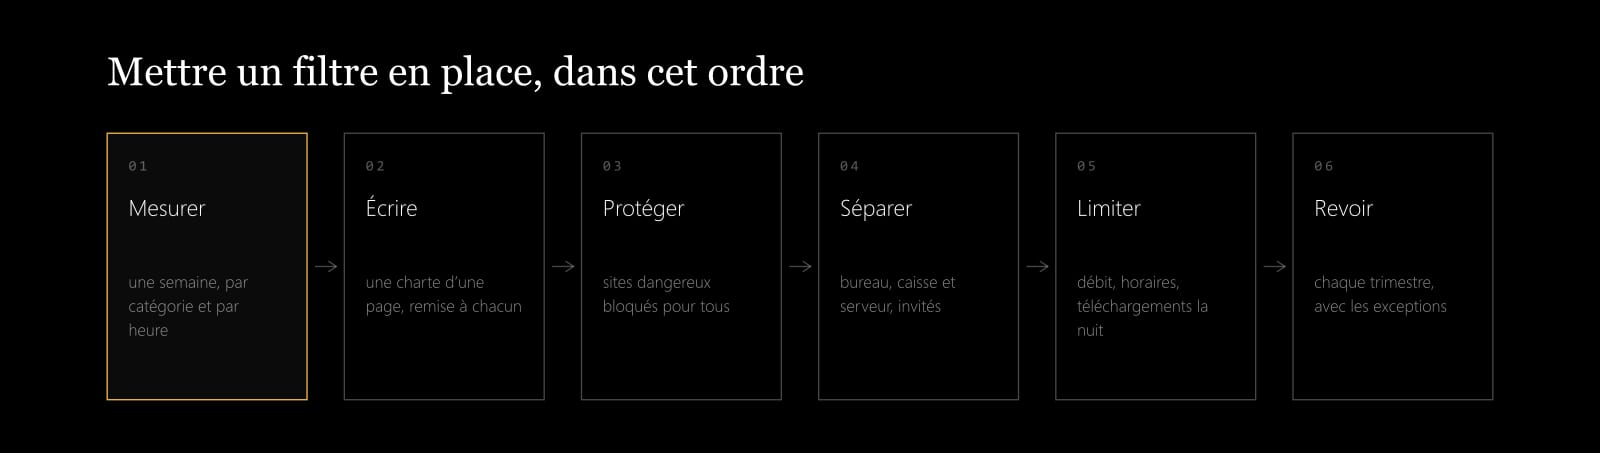 Mettre un filtre en place, dans cet ordre
01
Mesurer
une semaine, par
catégorie et par
heure
02
Écrire
une charte d’une
page, remise à chacun
03
Protéger
sites dangereux
bloqués pour tous
04
Séparer
bureau, caisse et
serveur, invités
05
Limiter
débit, horaires,
téléchargements la
nuit
06
Revoir
chaque trimestre,
avec les exceptions